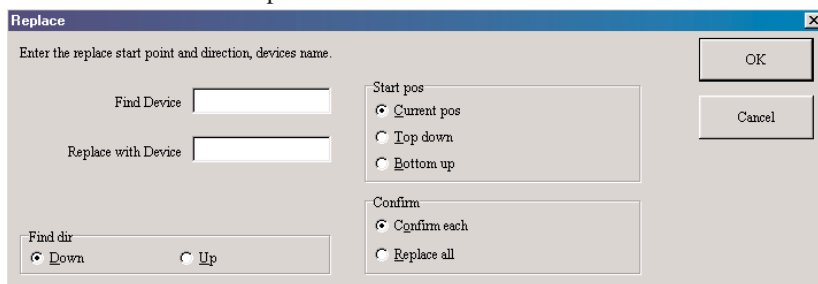 Replace
Enter the replace start point and direction, devices name.
Find Device
Replace with Device
Find dir
Down
Up
Start pos
Current pos
Top down
Bottom up
Confirm
Confirm each
Replace all
OK
Cancel